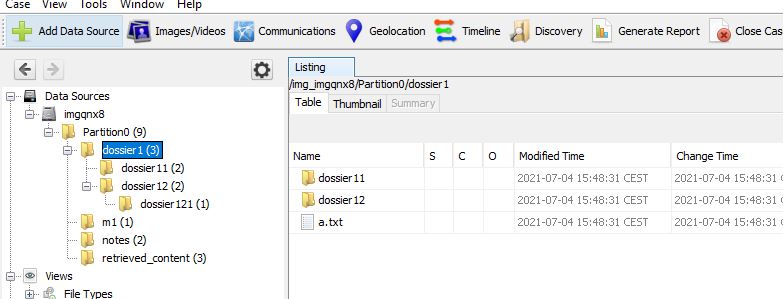 Case View Tools Window Help
Add Data Source Images/Videos Communications Geolocation Timeline Discovery Generate Report Close Cas
Listing
/img_imgqnx8/Partition0/dossier1
Table Thumbnail Summary
Data Sources
imgqnx8
Partition0 (9)
dossier1 (3)
dossier11 (2)
dossier12 (2)
dossier121 (1)
m1 (2)
notes (2)
retrieved_content (3)
Views
File Types
Name S C O Modified Time Change Time
dossier11 2021-07-04 15:48:31 CEST 2021-07-04 15:48:31 CES
dossier12 2021-07-04 15:48:31 CEST 2021-07-04 15:48:31 CES
a.txt 2021-07-04 15:48:31 CEST 2021-07-04 15:48:31 CES